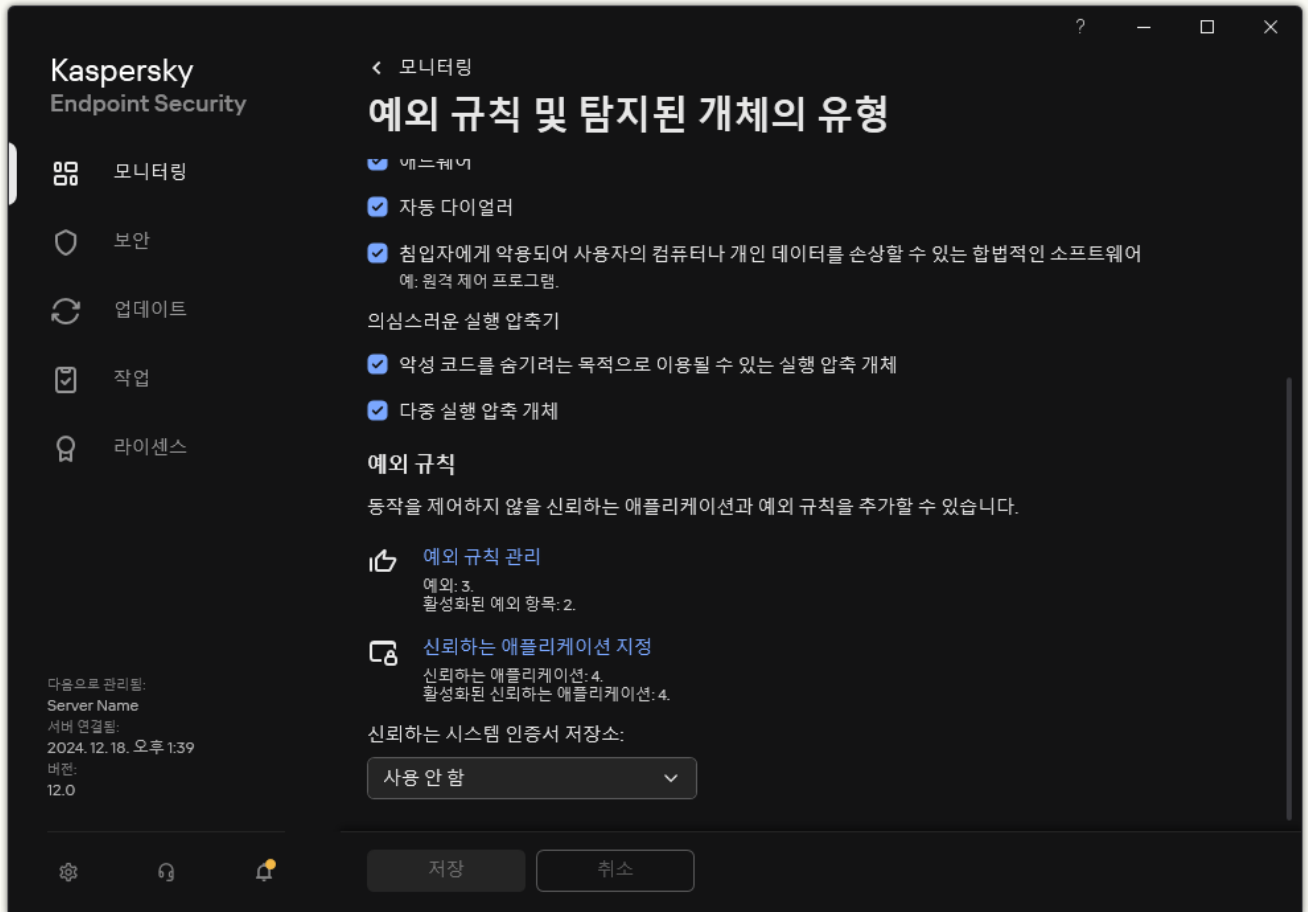 ?
Kaspersky
Endpoint Security
모니터링
보안
업데이트
작업
라이센스
다음으로 관리됨:
Server Name
서버 연결됨:
2024. 12. 18. 오후 1:39
버전:
12.0
모니터링
예외 규칙 및 탐지된 개체의 유형
애드웨어
자동 다이얼러
침입자에게 악용되어 사용자의 컴퓨터나 개인 데이터를 손상할 수 있는 합법적인 소프트웨어
예: 원격 제어 프로그램.
의심스러운 실행 압축기
악성 코드를 숨기려는 목적으로 이용될 수 있는 실행 압축 개체
다중 실행 압축 개체
예외 규칙
동작을 제어하지 않을 신뢰하는 애플리케이션과 예외 규칙을 추가할 수 있습니다.
예외 규칙 관리
예외: 3.
활성화된 예외 항목: 2.
신뢰하는 애플리케이션 지정
신뢰하는 애플리케이션: 4.
활성화된 신뢰하는 애플리케이션: 4.
신뢰하는 시스템 인증서 저장소:
사용 안 함
저장
취소